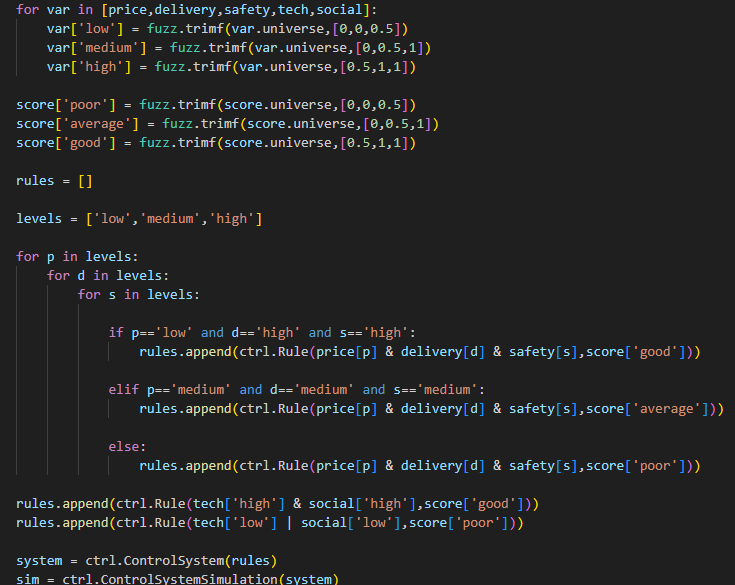 for var in [price,delivery,safety,tech,social]:
    var['low'] = fuzz.trimf(var.universe,[0,0,0.5])
    var['medium'] = fuzz.trimf(var.universe,[0,0.5,1])
    var['high'] = fuzz.trimf(var.universe,[0.5,1,1])

score['poor'] = fuzz.trimf(score.universe,[0,0,0.5])
score['average'] = fuzz.trimf(score.universe,[0,0.5,1])
score['good'] = fuzz.trimf(score.universe,[0.5,1,1])

rules = []

levels = ['low','medium','high']

for p in levels:
    for d in levels:
        for s in levels:

            if p=='low' and d=='high' and s=='high':
                rules.append(ctrl.Rule(price[p] & delivery[d] & safety[s],score['good']))

            elif p=='medium' and d=='medium' and s=='medium':
                rules.append(ctrl.Rule(price[p] & delivery[d] & safety[s],score['average']))

            else:
                rules.append(ctrl.Rule(price[p] & delivery[d] & safety[s],score['poor']))

rules.append(ctrl.Rule(tech['high'] & social['high'],score['good']))
rules.append(ctrl.Rule(tech['low'] | social['low'],score['poor']))

system = ctrl.ControlSystem(rules)
sim = ctrl.ControlSystemSimulation(system)